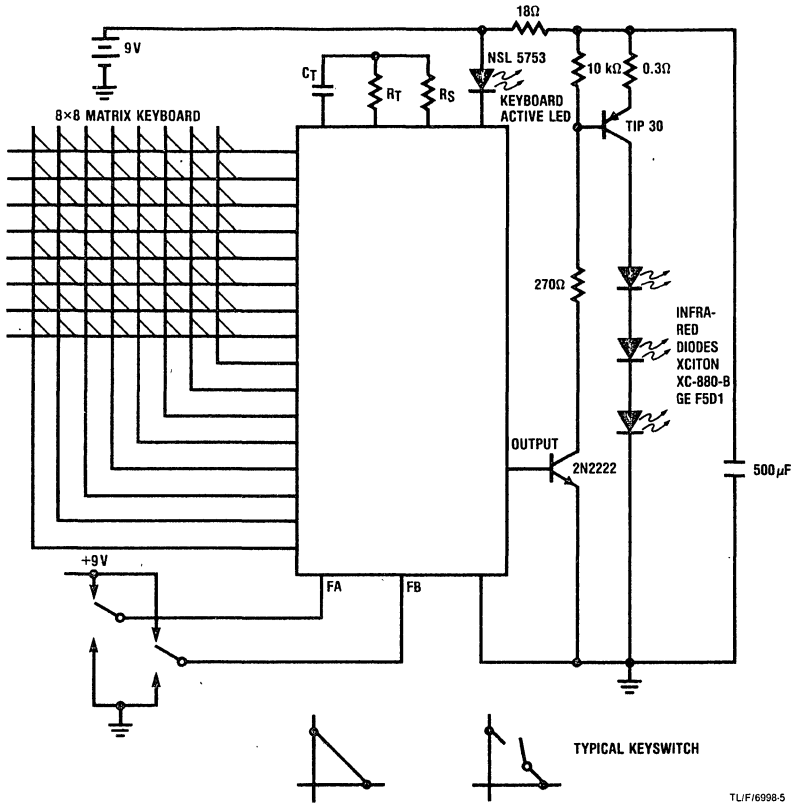 18Ω
9V
NSL 5753
10 kΩ
0.3Ω
CT
RT
RS
KEYBOARD
ACTIVE LED
TIP 30
8×8 MATRIX KEYBOARD
270Ω
INFRA-
RED
DIODES
XCITON
XC-880-B
GE F5D1
OUTPUT
2N2222
500μF
+9V
FA
FB
TYPICAL KEYSWITCH
TL/F/6998-5